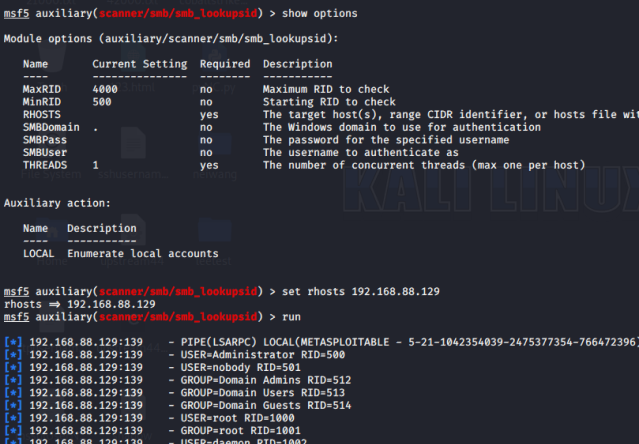 msf5 auxiliary(scanner/smb/smb_lookupsid) > show options
Module options (auxiliary/scanner/smb/smb_lookupsid):
Name Current Setting Required Description
---- --------------- -------- -----------
MaxRID 4000 no Maximum RID to check
MinRID 500 no Starting RID to check
RHOSTS yes The target host(s), range CIDR identifier, or hosts file wit
SMBDomain . no The Windows domain to use for authentication
SMBPass no The password for the specified username
SMBUser no The username to authenticate as
THREADS 1 yes The number of concurrent threads (max one per host)
KALI LINUX
Auxiliary action:
Name Description
---- -----------
LOCAL Enumerate local accounts
msf5 auxiliary(scanner/smb/smb_lookupsid) > set rhosts 192.168.88.129
rhosts => 192.168.88.129
msf5 auxiliary(scanner/smb/smb_lookupsid) > run
[*] 192.168.88.129:139 - PIPE(LSARPC) LOCAL(METASPLOITABLE - 5-21-1042354039-2475377354-766472396)
[*] 192.168.88.129:139 - USER=Administrator RID=500
[*] 192.168.88.129:139 - USER=nobody RID=501
[*] 192.168.88.129:139 - GROUP=Domain Admins RID=512
[*] 192.168.88.129:139 - GROUP=Domain Users RID=513
[*] 192.168.88.129:139 - GROUP=Domain Guests RID=514
[*] 192.168.88.129:139 - USER=root RID=1000
[*] 192.168.88.129:139 - GROUP=root RID=1001
[*] 192.168.88.129:139 - USER=daemon RID=1002